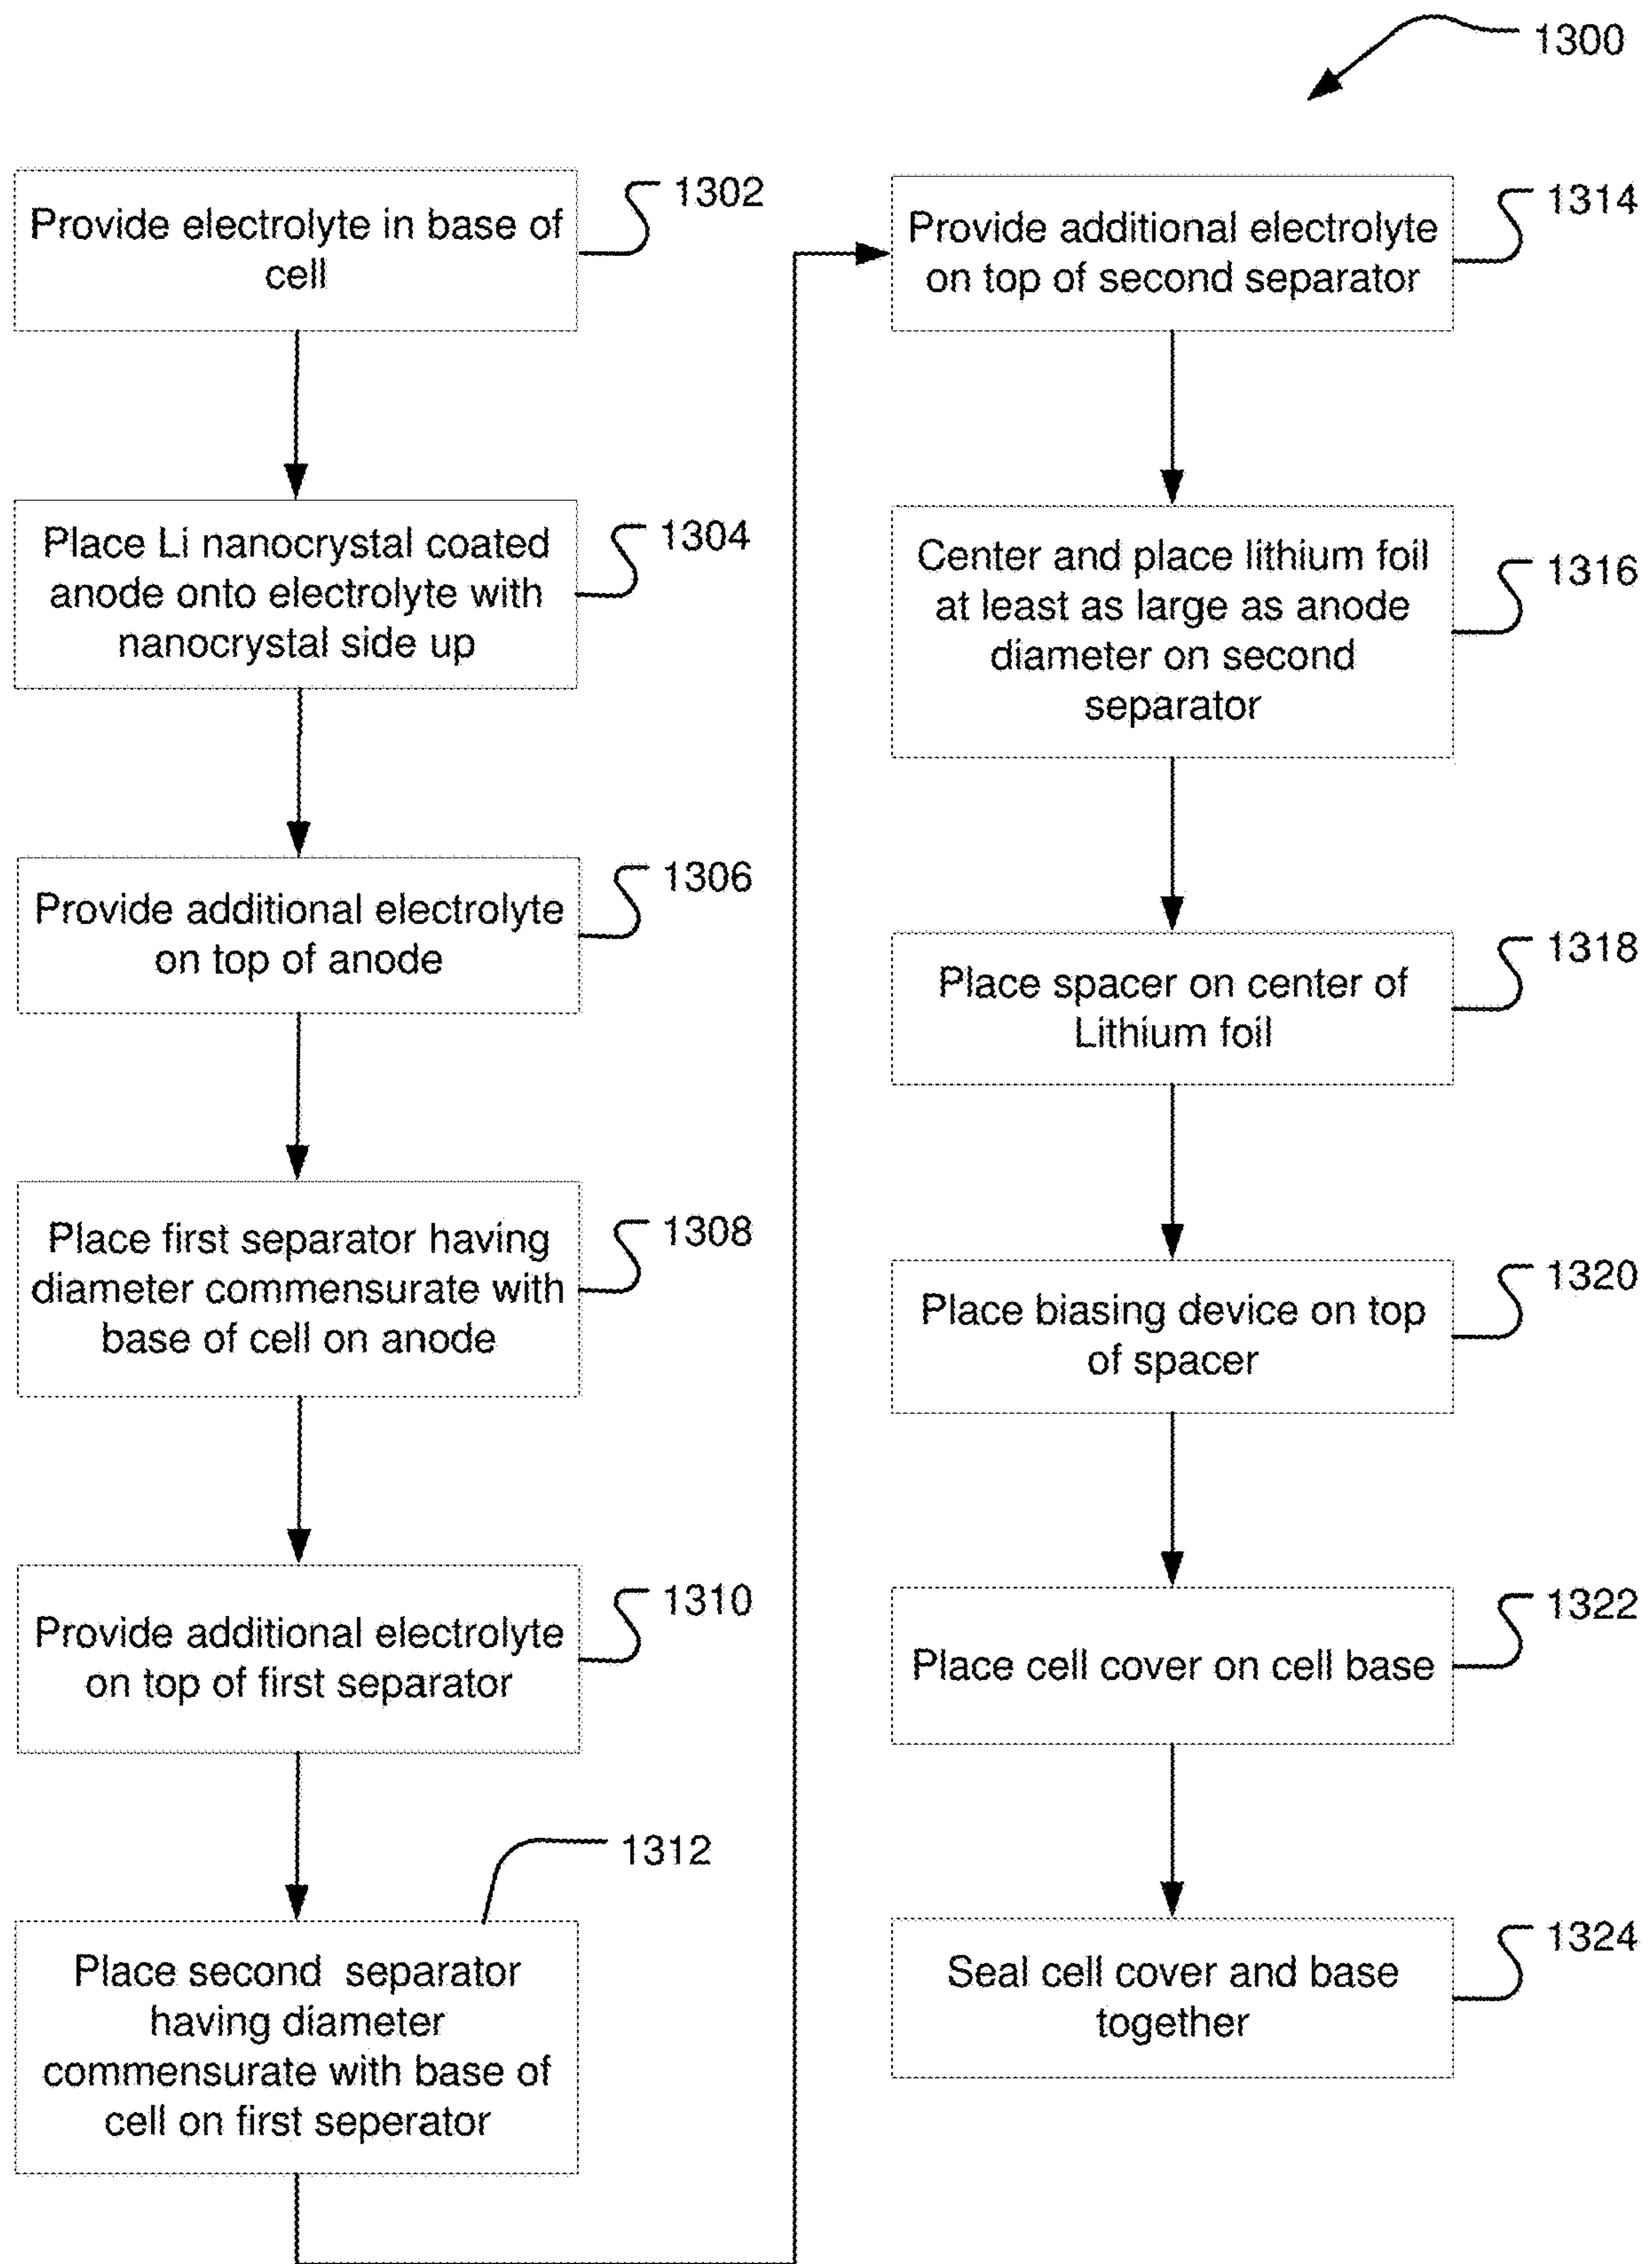 1300
Provide electrolyte in base of
cell
1302
Place Li nanocrystal coated
anode onto electrolyte with
nanocrystal side up
1304
Provide additional electrolyte
on top of anode
1306
Place first separator having
diameter commensurate with
base of cell on anode
1308
Provide additional electrolyte
on top of first separator
1310
1312
Place second separator
having diameter
commensurate with base of
cell on first seperator
Provide additional electrolyte
on top of second separator
1314
Center and place lithium foil
at least as large as anode
diameter on second
separator
1316
Place spacer on center of
Lithium foil
1318
Place biasing device on top
of spacer
1320
Place cell cover on cell base
1322
Seal cell cover and base
together
1324